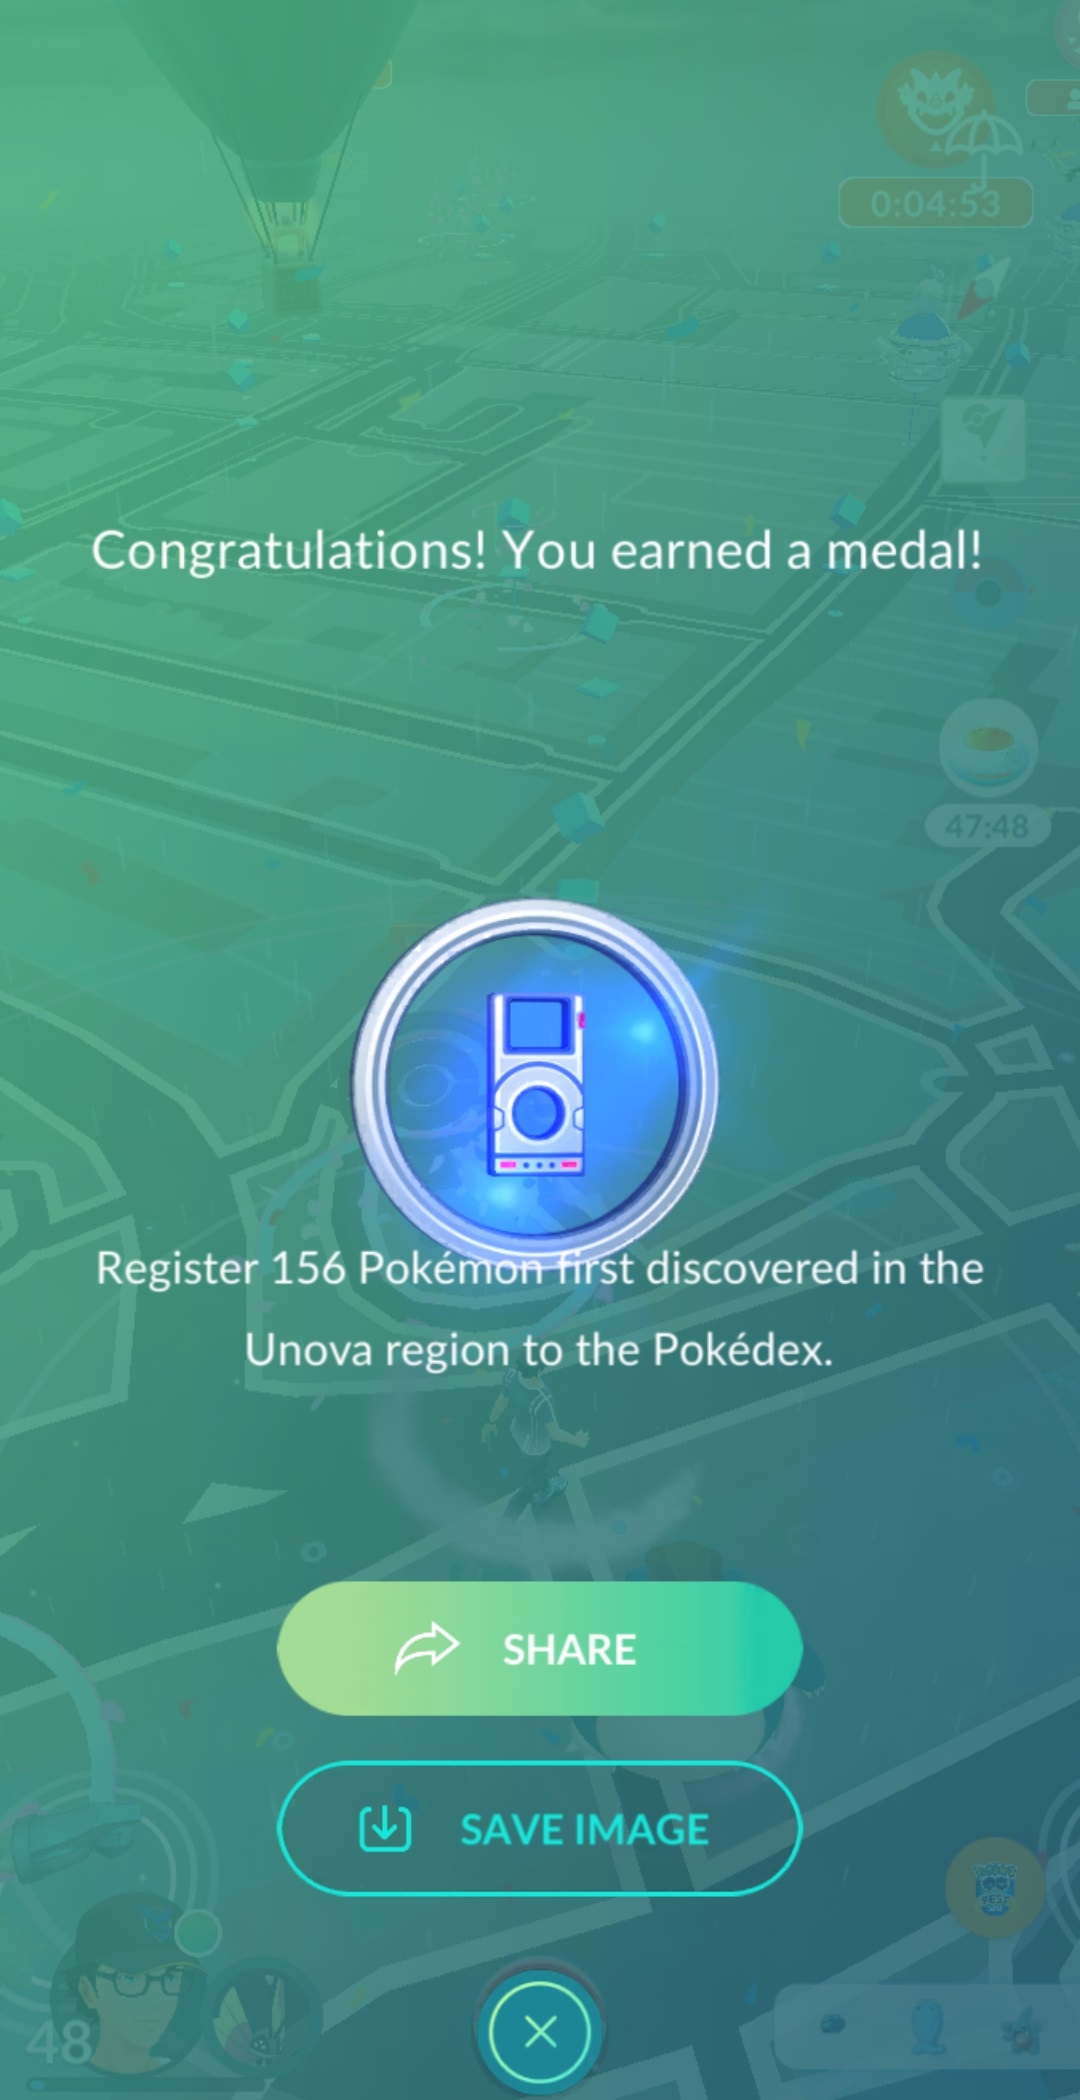 0:04:53
Congratulations! You earned a medal!
47:48
Register 156 Pokémon first discovered in the
Unova region to the Pokédex.
SHARE
SAVE IMAGE
FEST
48